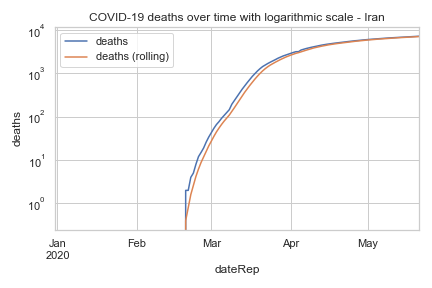 COVID-19 deaths over time with logarithmic scale - Iran
deaths
deaths (rolling)
10⁴
10³
10²
10¹
10⁰
deaths
Jan Feb Mar Apr May
2020
dateRep